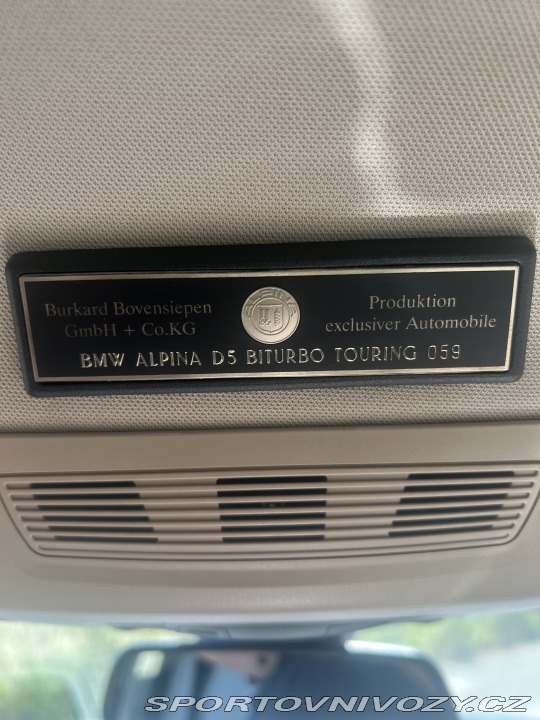 Burkard Bovensiepen
GmbH + Co.KG
Produktion
exclusiver Automobile
BMW ALPINA D5 BITURBO TOURING 059
SPORTOVNIVOZY.CZ